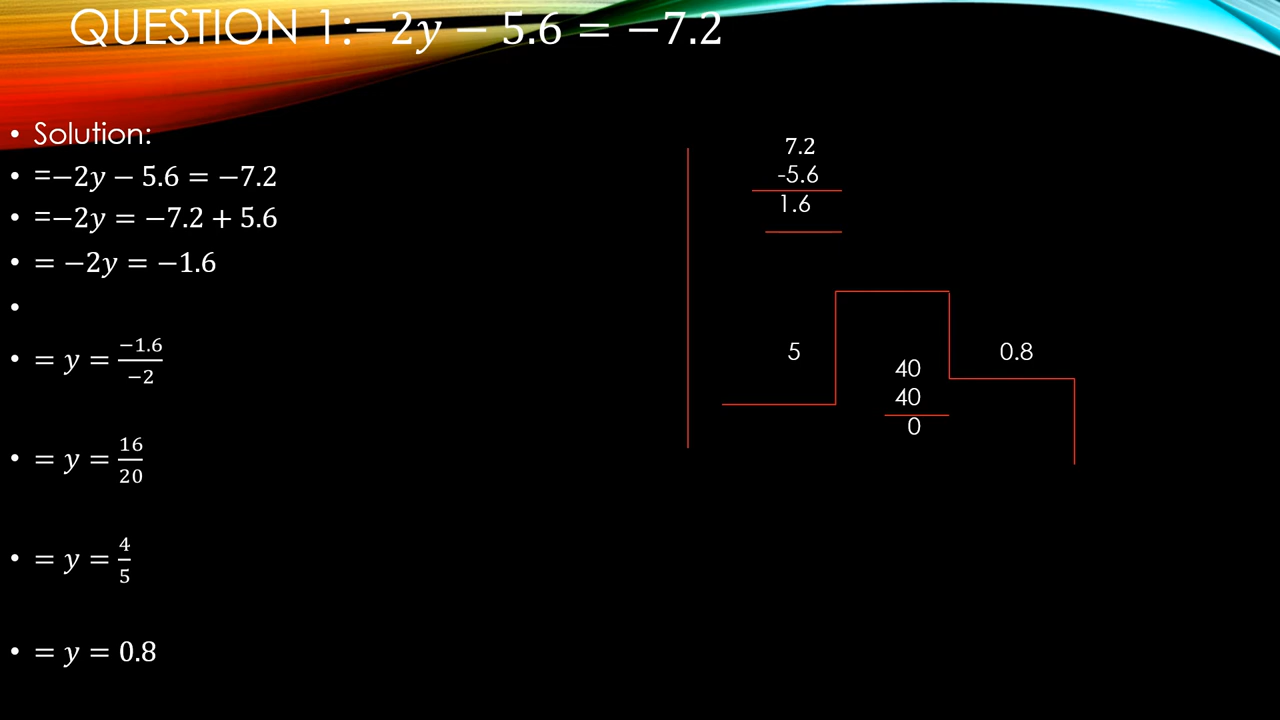 QUESTION 1:−2y − 5.6 = −7.2
• Solution:
• =−2y − 5.6 = −7.2
• =−2y = −7.2 + 5.6
• = −2y = −1.6
•
• = y = −1.6/−2
• = y = 16/20
• = y = 4/5
• = y = 0.8
7.2
-5.6
1.6
5
40
40
0
0.8